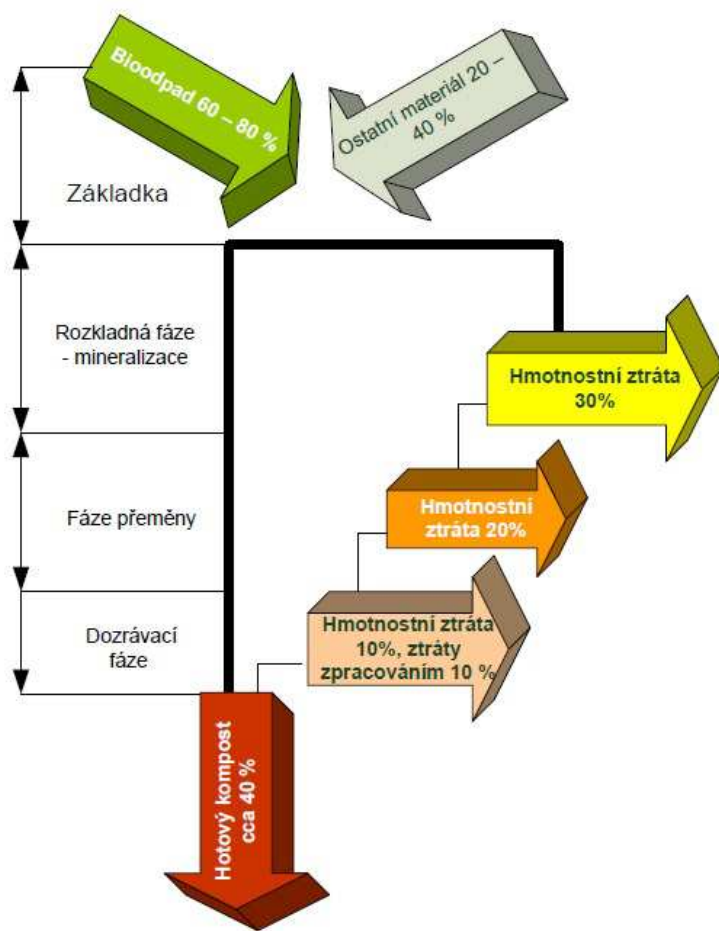 Bioodpad 60 – 80 %
Ostatní materiál 20 –
40 %
Základka
Rozkladná fáze
- mineralizace
Hmotnostní ztráta
30%
Fáze přeměny
Hmotnostní
ztráta 20%
Dozrávací
fáze
Hmotnostní ztráta
10%, ztráty
zpracováním 10 %
Hotový kompost
cca 40 %